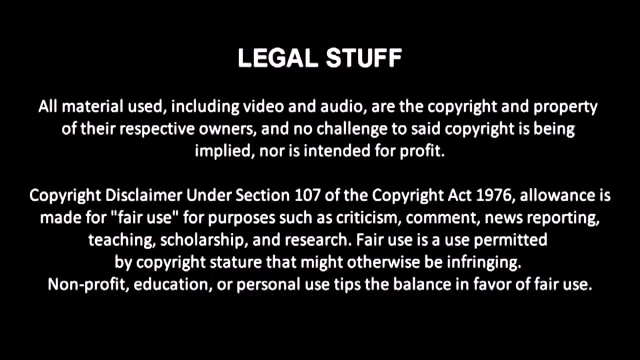 LEGAL STUFF
All material used, including video and audio, are the copyright and property
of their respective owners, and no challenge to said copyright is being
implied, nor is intended for profit.
Copyright Disclaimer Under Section 107 of the Copyright Act 1976, allowance is
made for "fair use" for purposes such as criticism, comment, news reporting,
teaching, scholarship, and research. Fair use is a use permitted
by copyright stature that might otherwise be infringing.
Non-profit, education, or personal use tips the balance in favor of fair use.